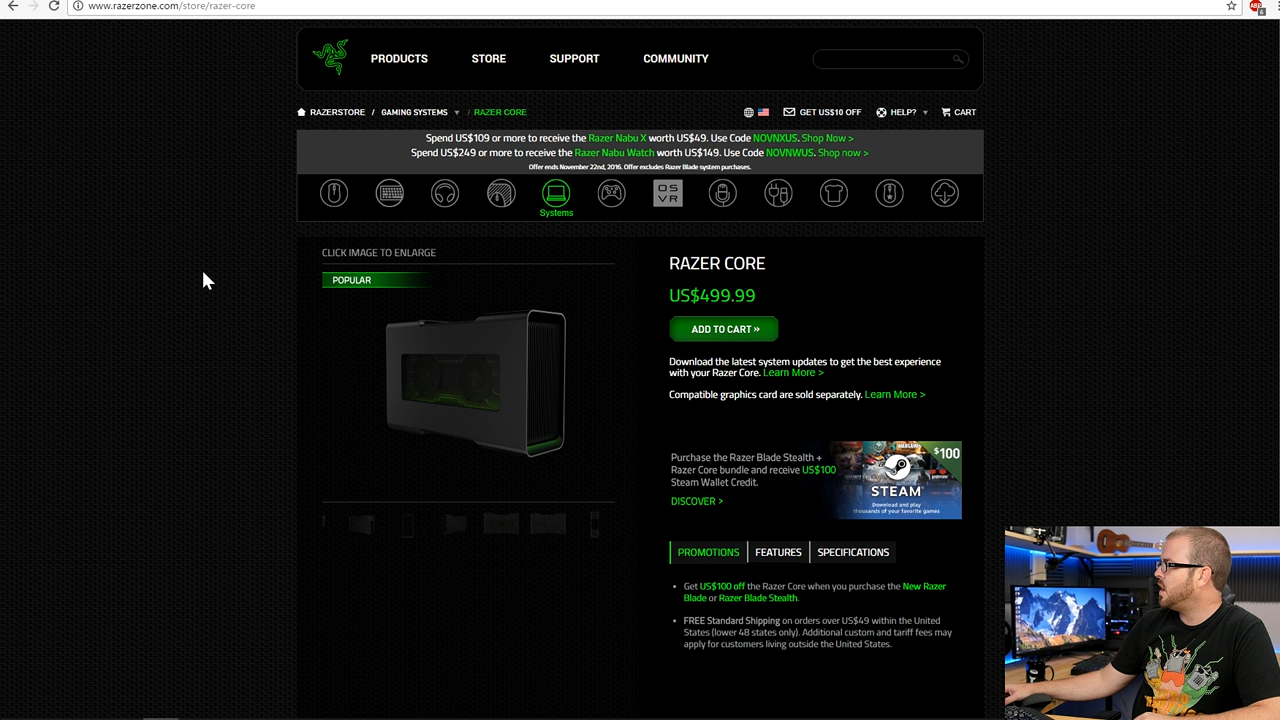 www.razerzone.com/store/razer-core
PRODUCTS STORE SUPPORT COMMUNITY
RAZERSTORE / GAMING SYSTEMS / RAZER CORE
GET US$10 OFF HELP? CART
Spend US$109 or more to receive the Razer Nabu X worth US$49. Use Code NOVNXUS. Shop Now >
Spend US$249 or more to receive the Razer Nabu Watch worth US$149. Use Code NOVNWUS. Shop now >
Offer ends November 22nd, 2016. Offer excludes Razer Blade system purchases.
OS
VR
Systems
CLICK IMAGE TO ENLARGE
POPULAR
RAZER CORE
US$499.99
ADD TO CART »
Download the latest system updates to get the best experience
with your Razer Core. Learn More >
Compatible graphics card are sold separately. Learn More >
Purchase the Razer Blade Stealth +
Razer Core bundle and receive US$100
Steam Wallet Credit.
DISCOVER >
$100
STEAM
Download and play
thousands of your favorite games
PROMOTIONS FEATURES SPECIFICATIONS
• Get US$100 off the Razer Core when you purchase the New Razer
Blade or Razer Blade Stealth.
• FREE Standard Shipping on orders over US$49 within the United
States (lower 48 states only). Additional custom and tariff fees may
apply for customers living outside the United States.